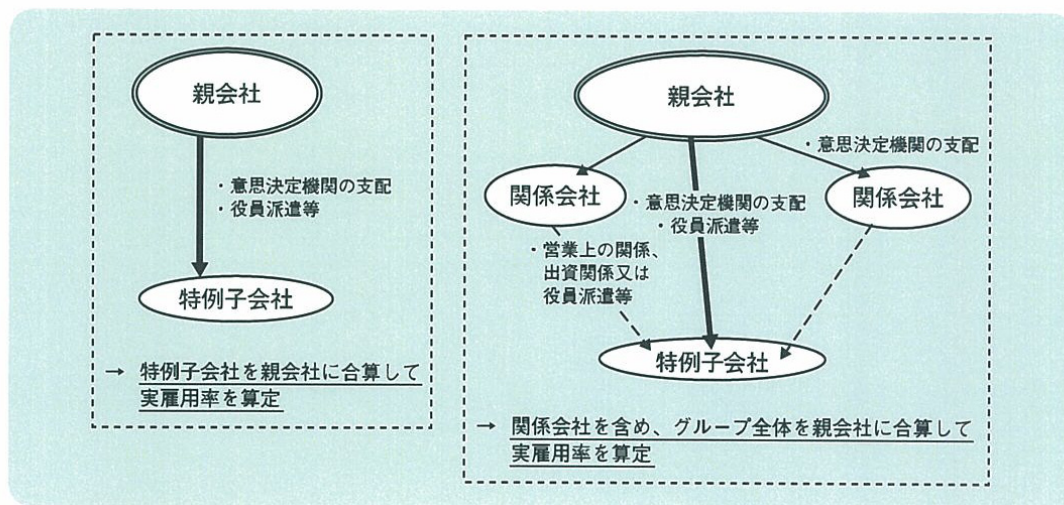 親会社
・意思決定機関の支配
・役員派遣等
特例子会社
→ 特例子会社を親会社に合算して
実雇用率を算定
親会社
・意思決定機関の支配
関係会社
関係会社
・意思決定機関の支配
・役員派遣等
・営業上の関係、
出資関係又は
役員派遣等
特例子会社
→ 関係会社を含め、グループ全体を親会社に合算して
実雇用率を算定